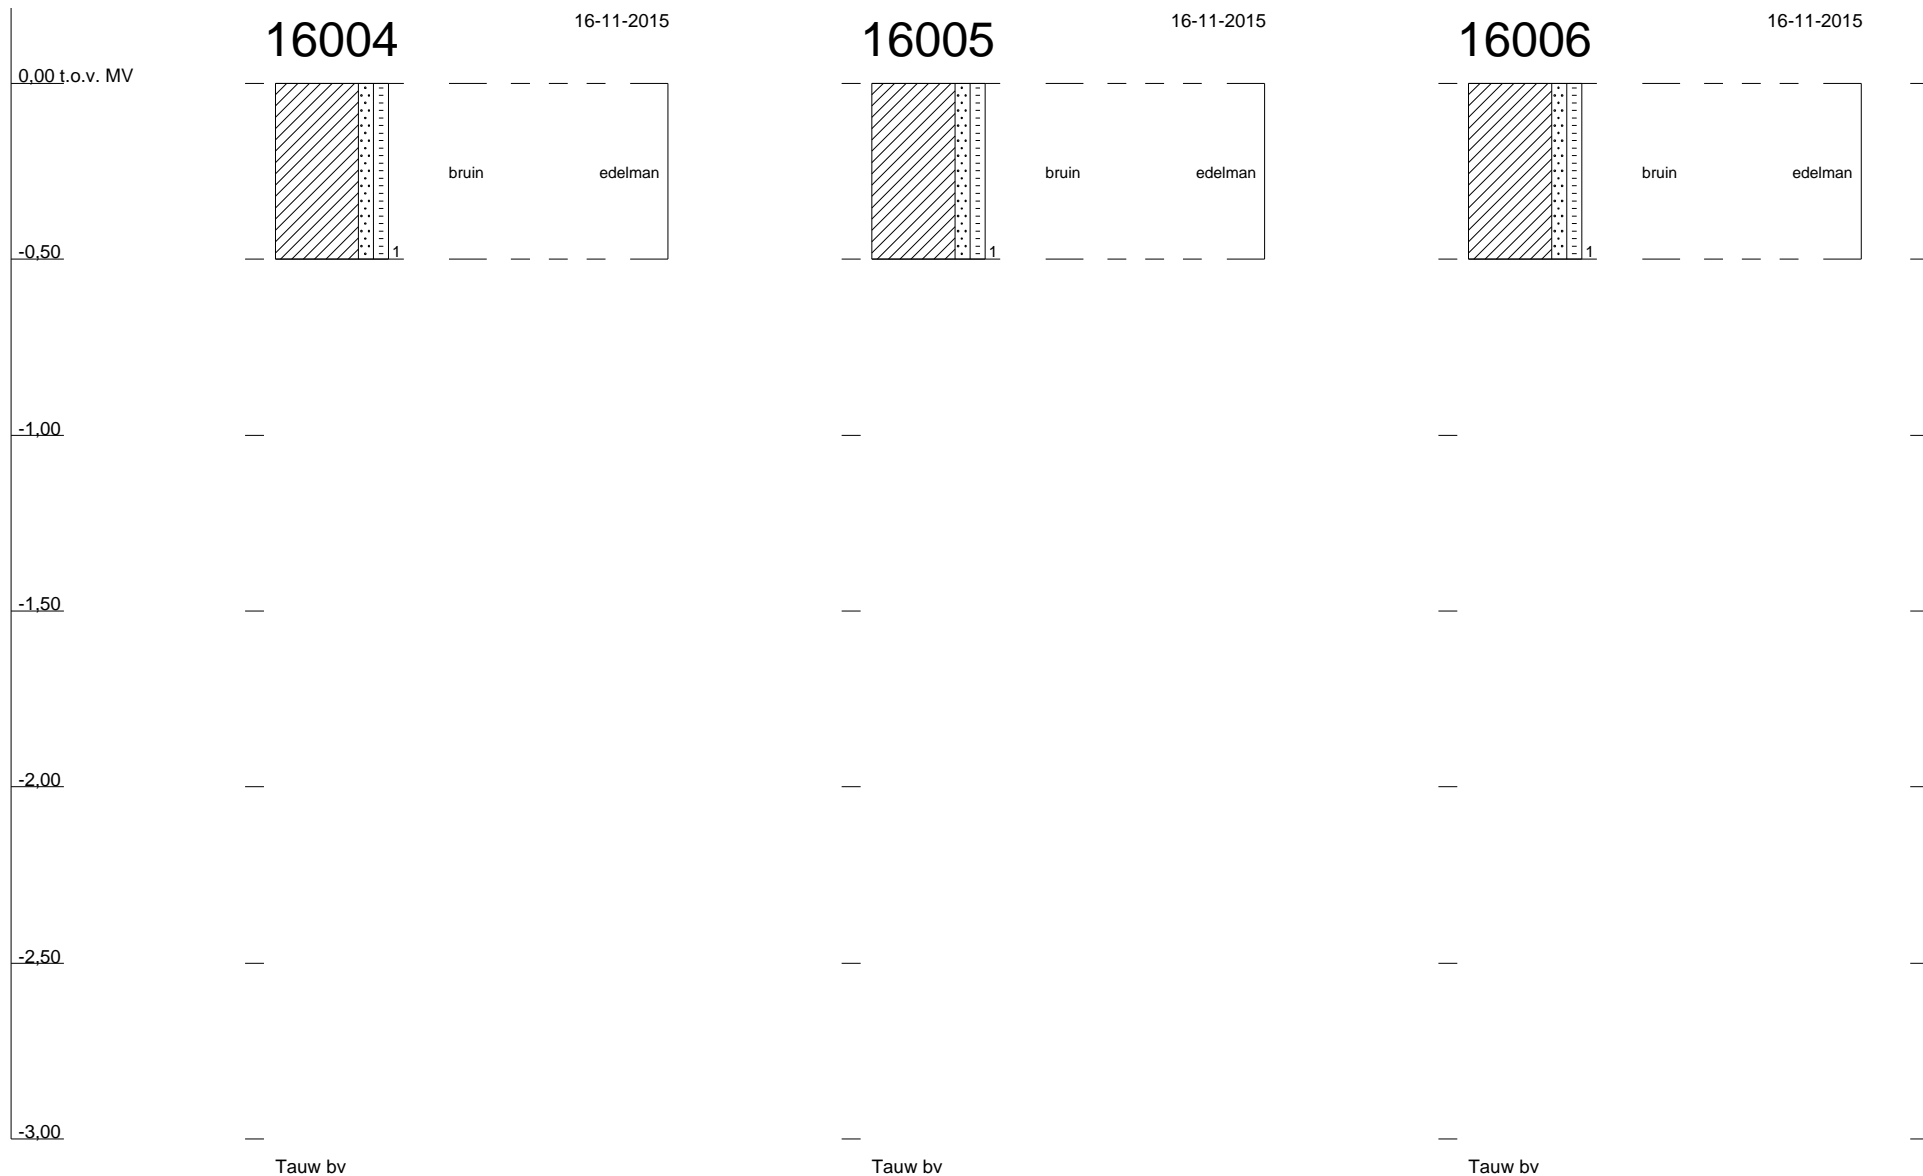 16004 16-11-2015 16005 16-11-2015 16006 16-11-2015
0,00 t.o.v. MV
bruin edelman bruin edelman bruin edelman
-0,50 1 1 1
-1,00
-1,50
-2,00
-2,50
-3,00
Tauw bv Tauw bv Tauw bv